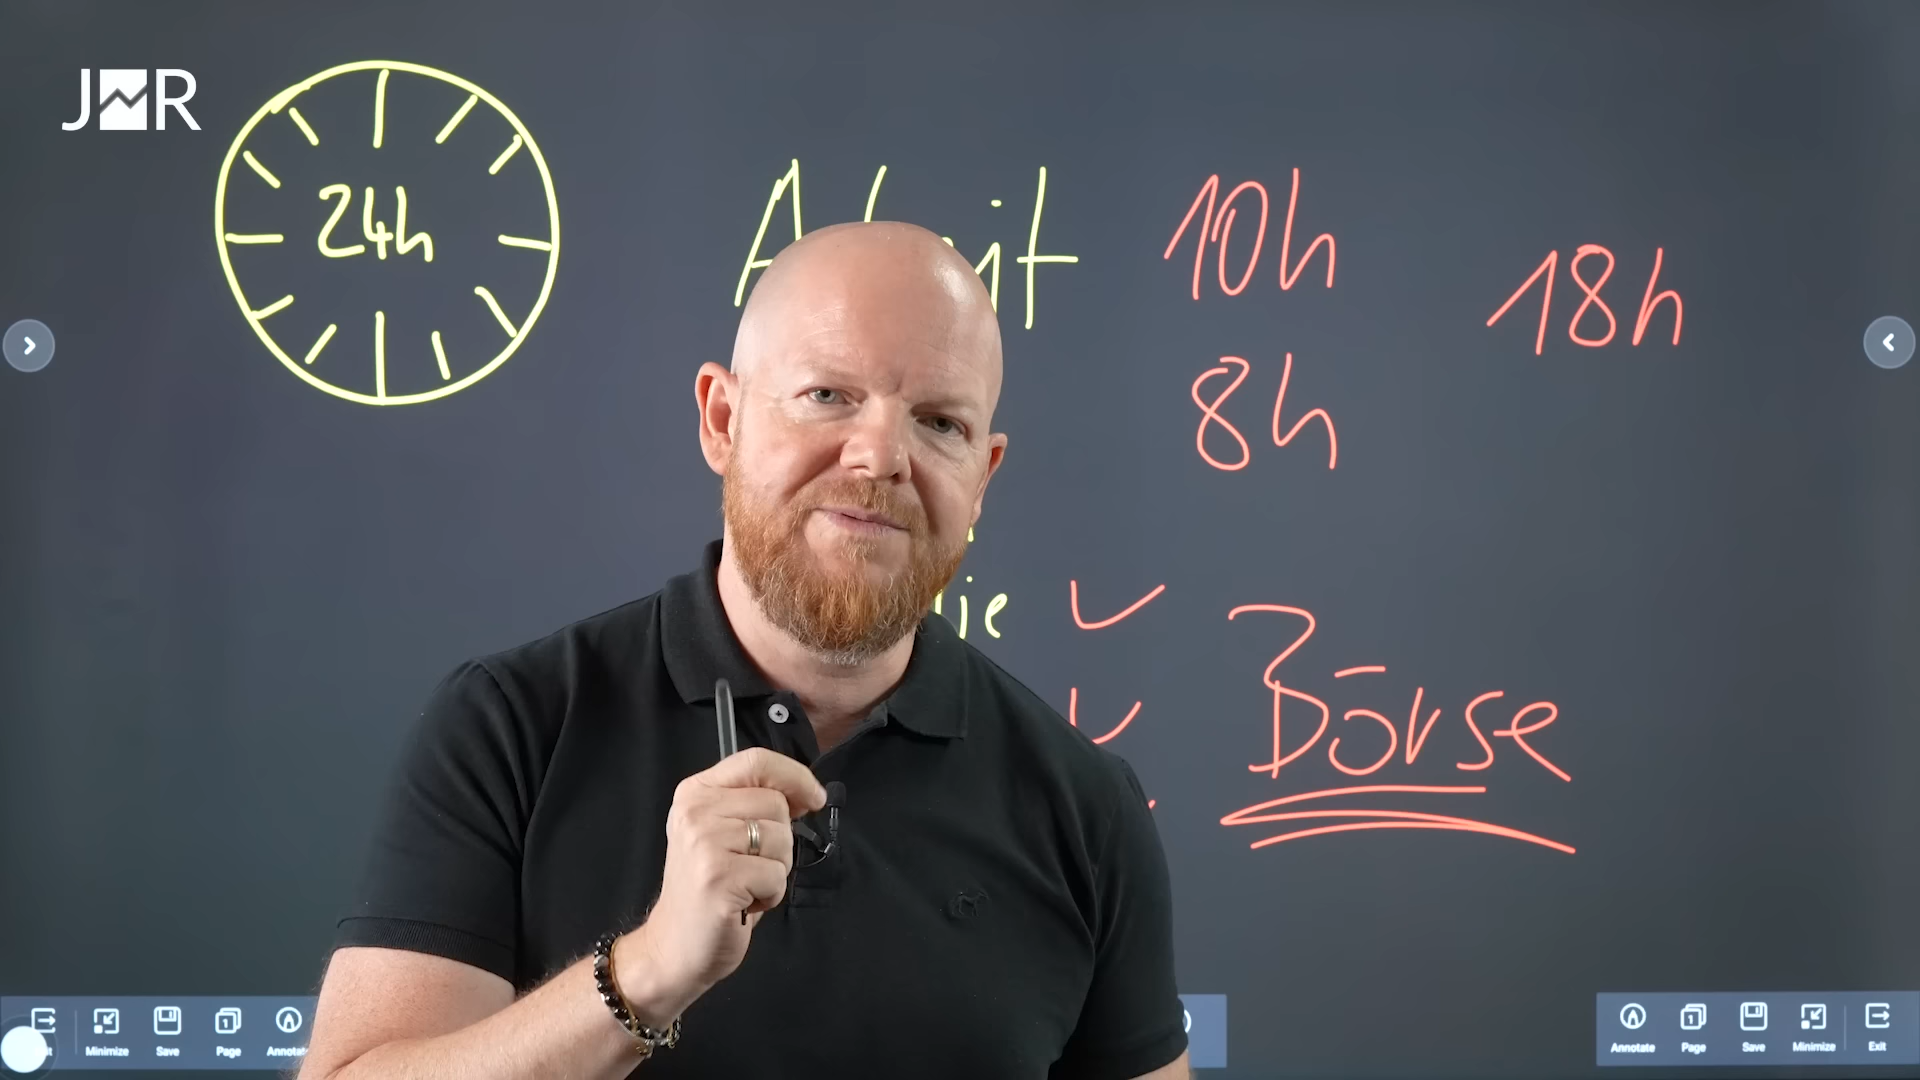 J R
24h
10h
18h
8h
Börse
Minimize
Save
Page
Annotate
Page
Save
Minimize
Exit